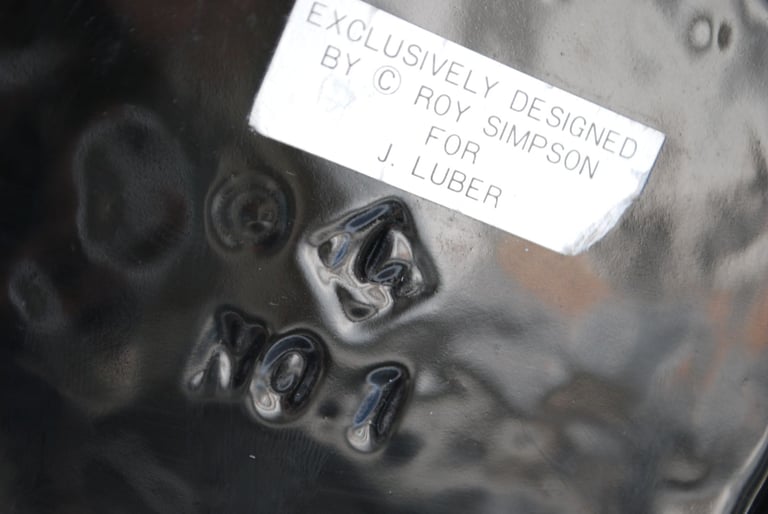 EXCLUSIVELY DESIGNED
BY © ROY SIMPSON
FOR
J. LUBER
NO 1